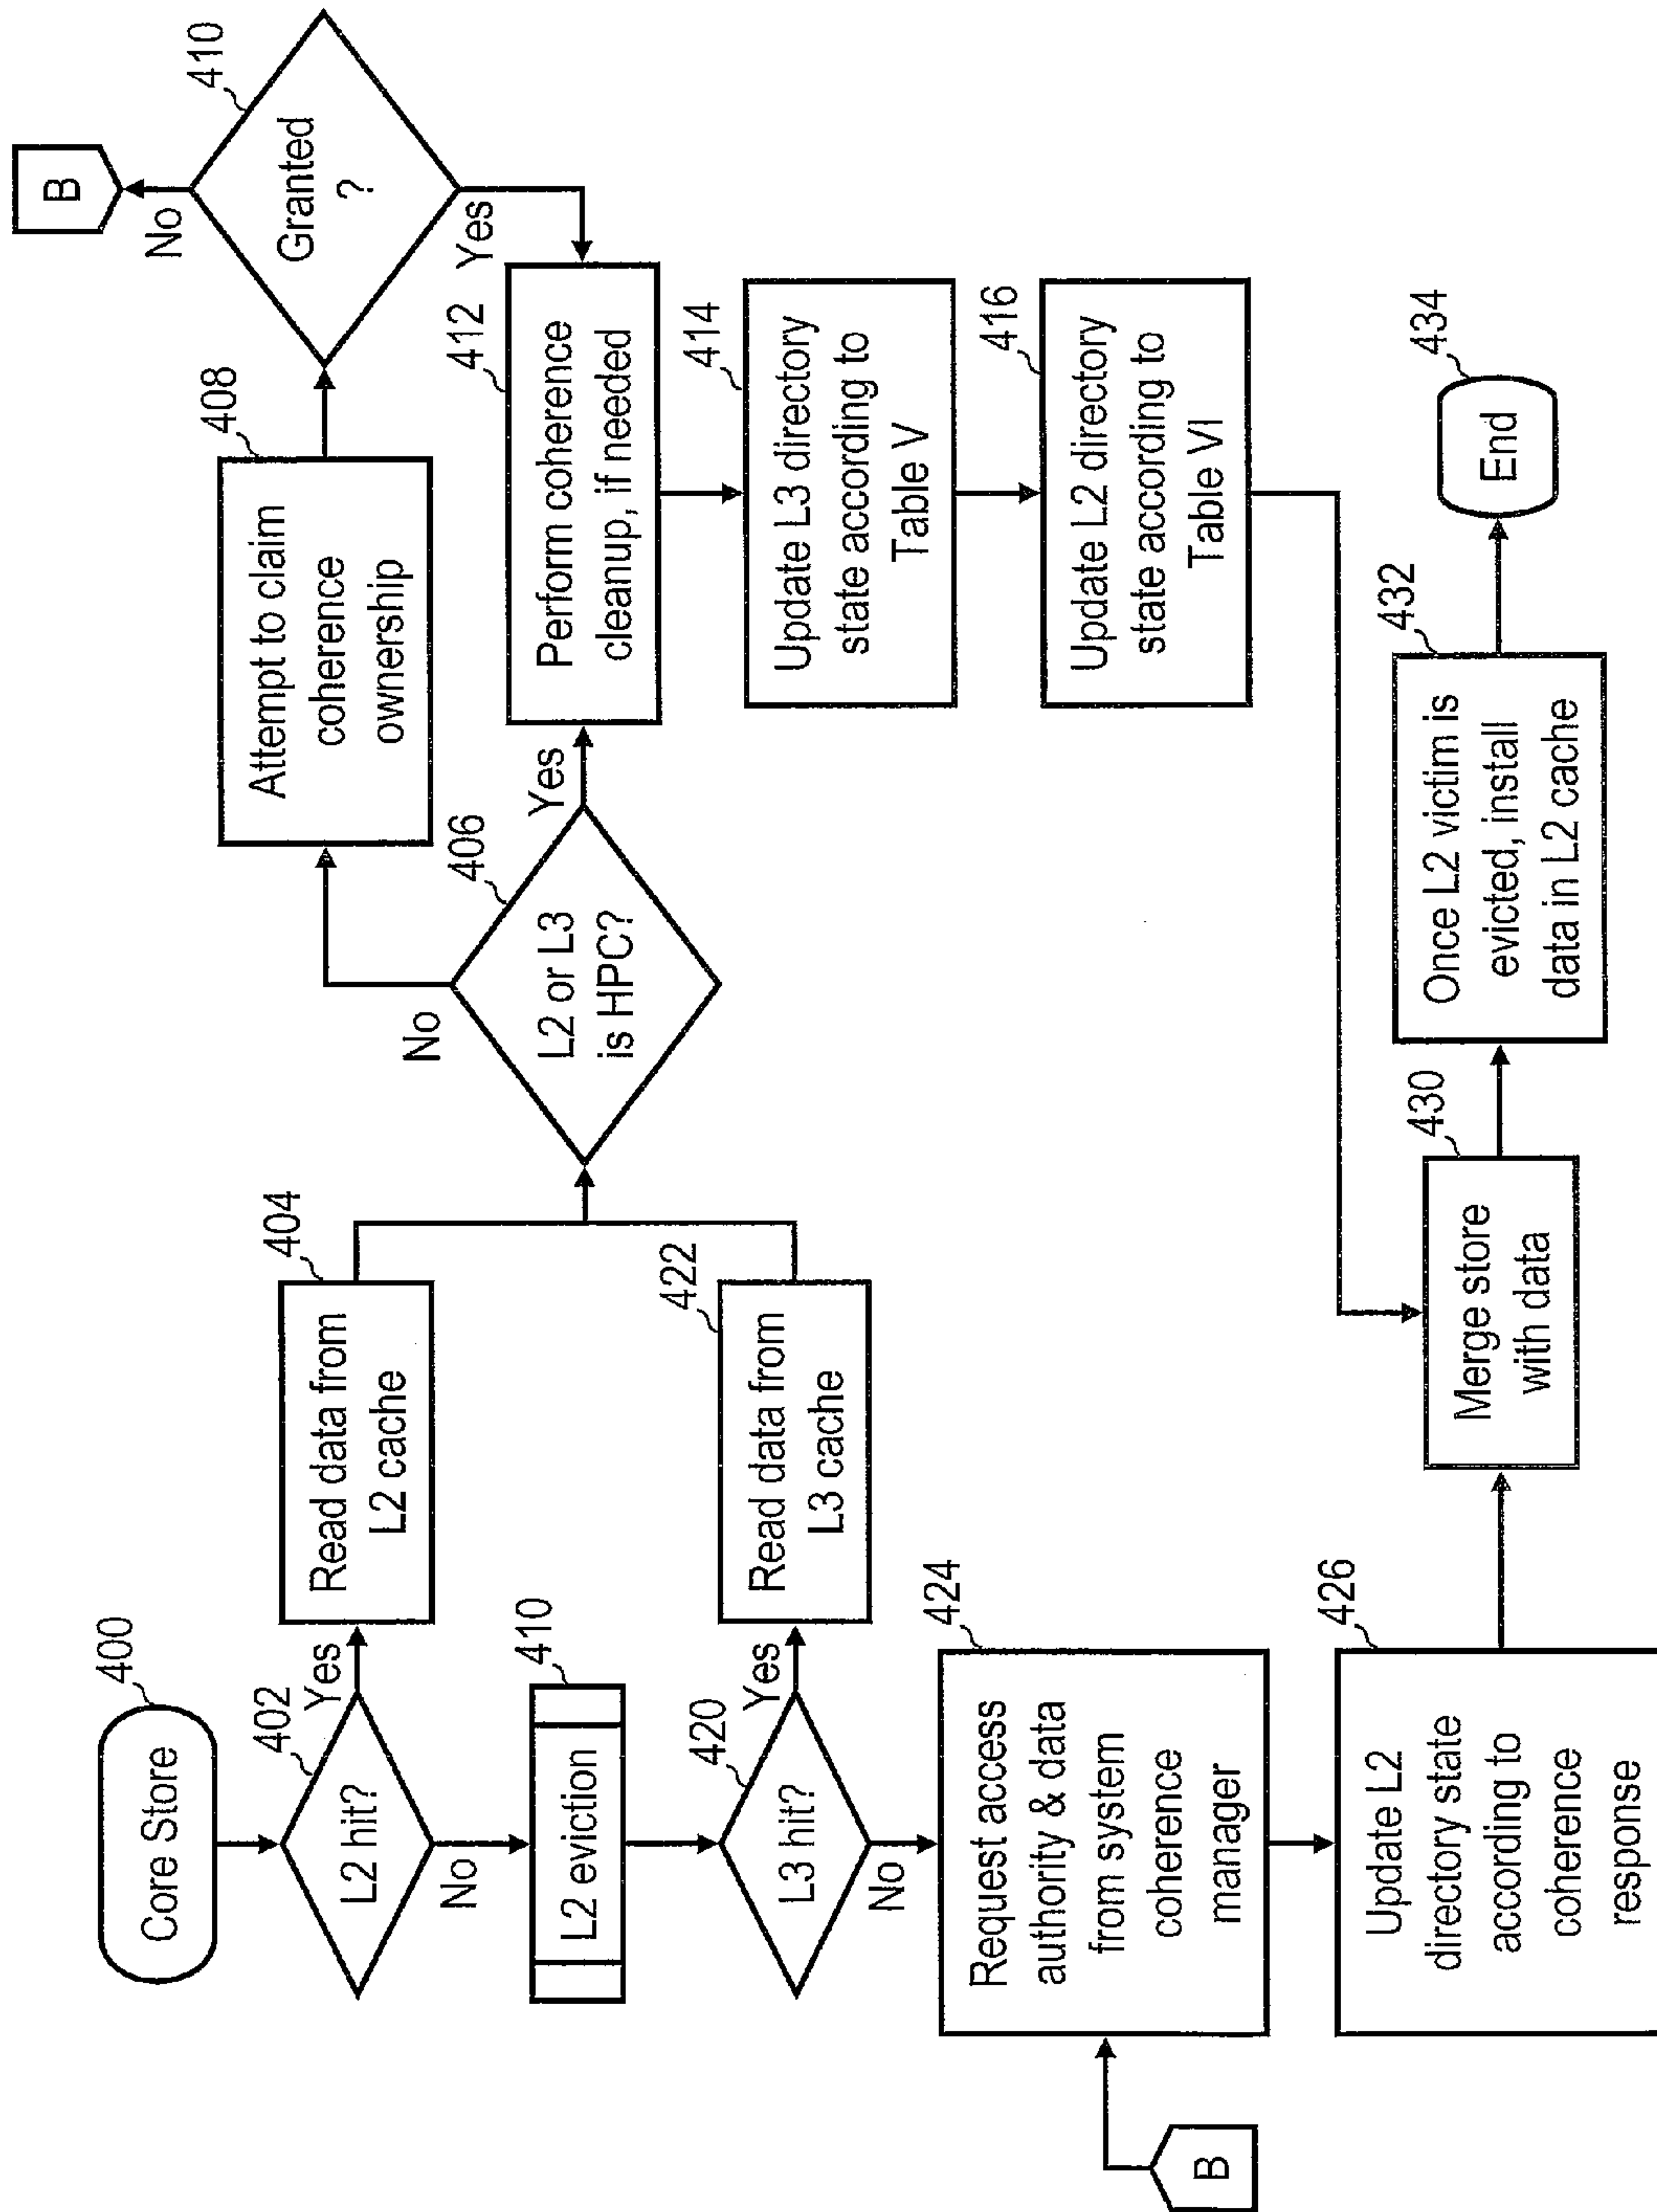 Core Store
400
L2 hit?
402
Yes
No
Read data from
L2 cache
404
L2 eviction
410
L3 hit?
420
Yes
No
Read data from
L3 cache
422
L2 or L3
is HPC?
406
No
Yes
Attempt to claim
coherence
ownership
408
Granted
?
410
No
Yes
B
Perform coherence
cleanup, if needed
412
Update L3 directory
state according to
Table V
414
Update L2 directory
state according to
Table VI
416
B
Request access
authority & data
from system
coherence
manager
424
Update L2
directory state
according to
coherence
response
426
Merge store
with data
430
Once L2 victim is
evicted, install
data in L2 cache
432
End
434